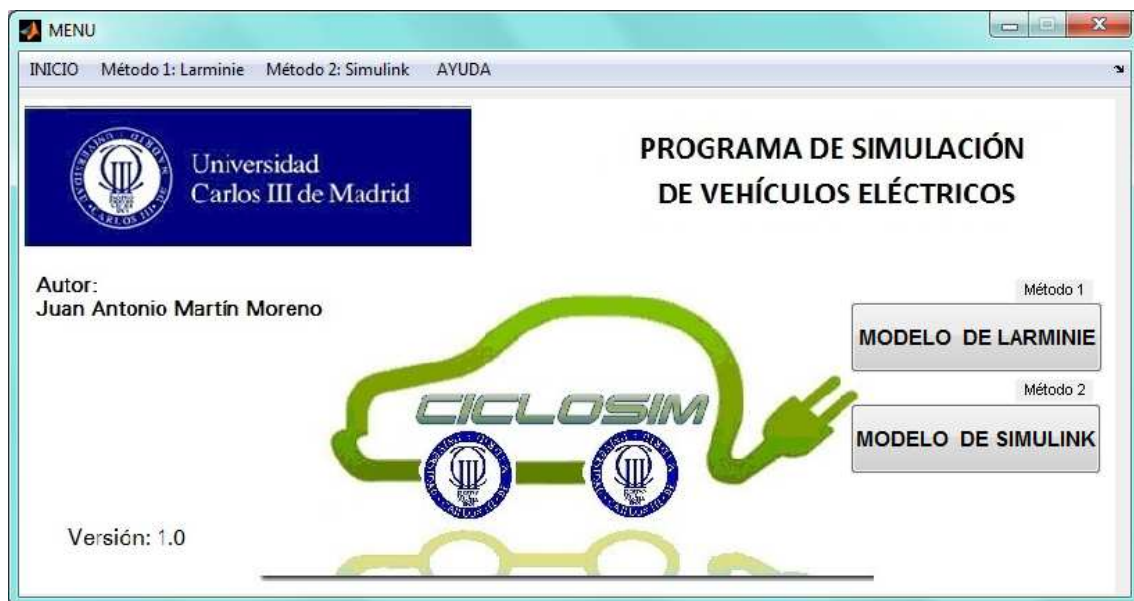 MENU
INICIO Método 1: Larminie Método 2: Simulink AYUDA
Universidad
Carlos III de Madrid
PROGRAMA DE SIMULACIÓN
DE VEHÍCULOS ELÉCTRICOS
Autor:
Juan Antonio Martín Moreno
Método 1
MODELO DE LARMINIE
Método 2
MODELO DE SIMULINK
CICLOSIM
Versión: 1.0